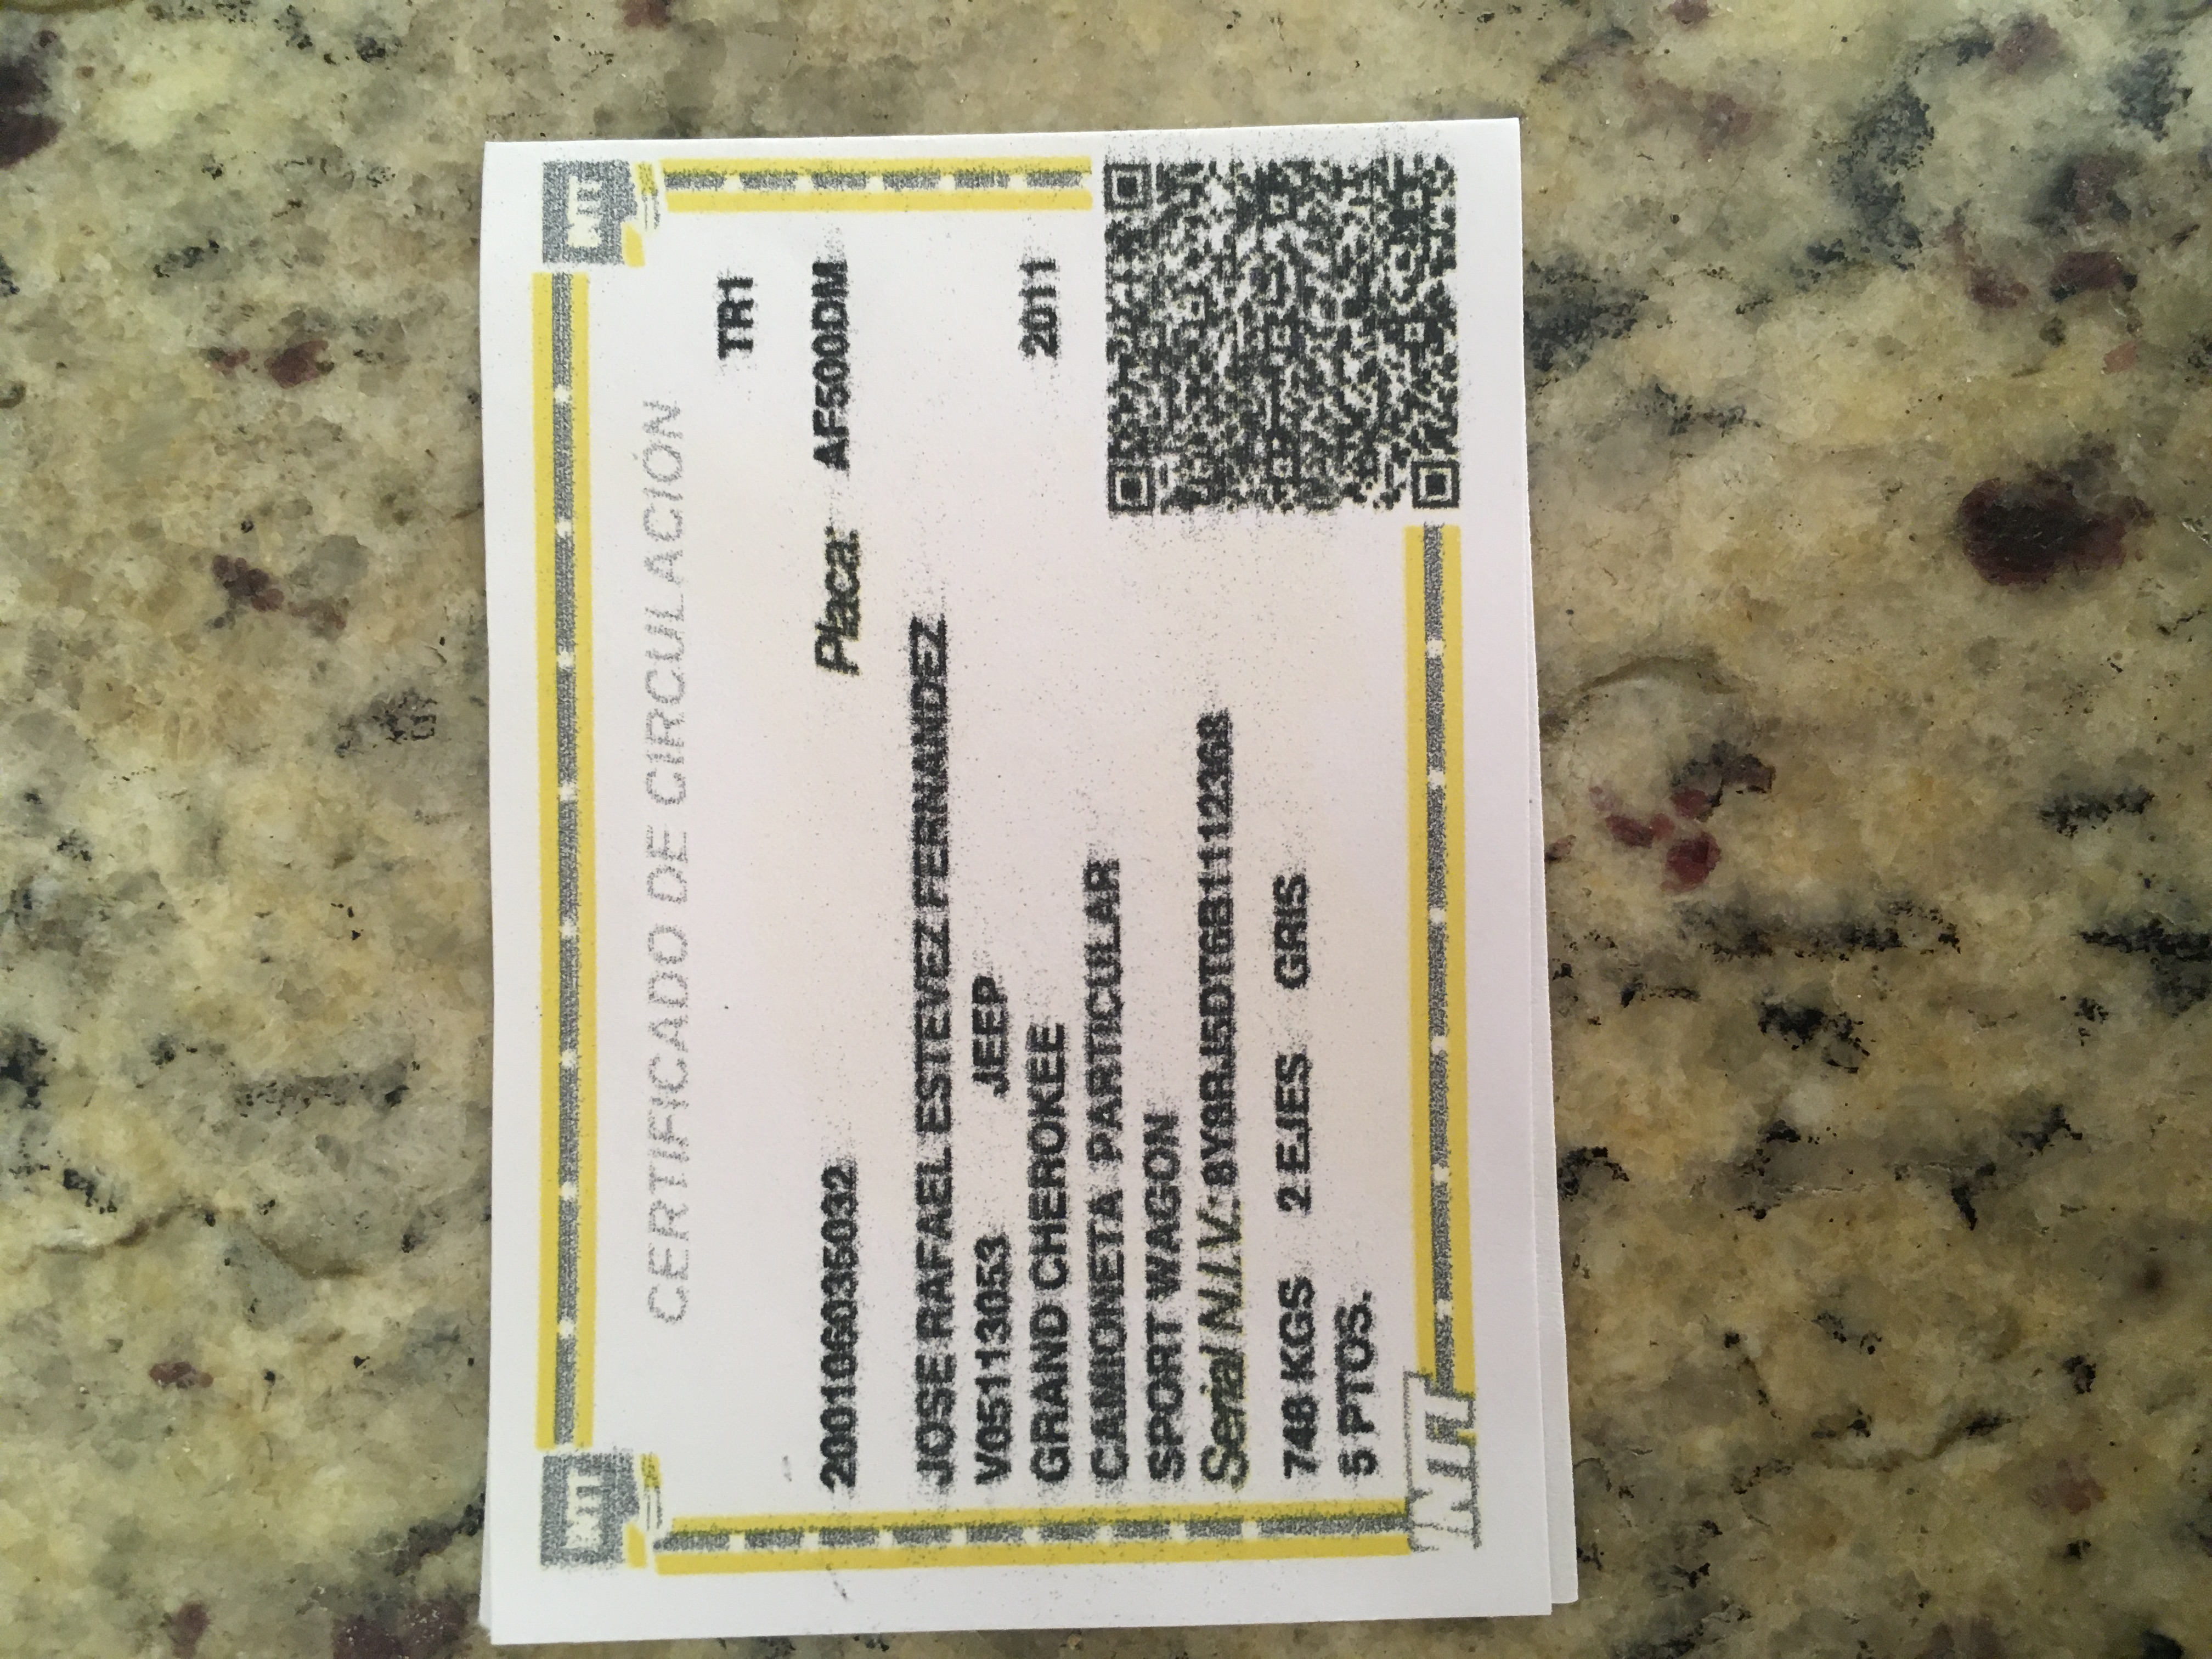 INTT INTT
CERTIFICADO DE CIRCULACIÓN
TR1
200106035032 Placa: AF500DM
JOSE RAFAEL ESTEVEZ FERNANDEZ
V05113053 JEEP
GRAND CHEROKEE 2011
CAMIONETA PARTICULAR
SPORT WAGON
Serial N.I.V.: 8Y8RJ5DT6B1112368
748 KGS 2 EJES GRIS
5 PTOS.
INTT